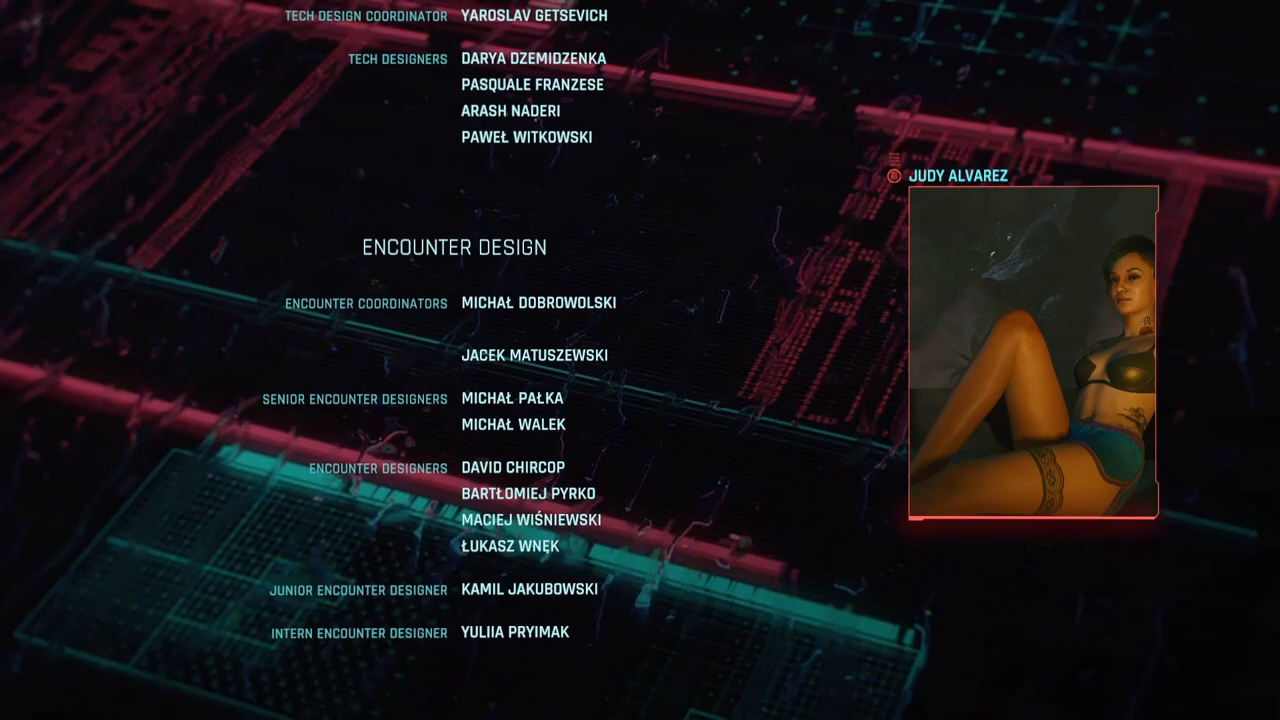 TECH DESIGN COORDINATOR YAROSLAV GETSEVICH
TECH DESIGNERS DARYA DZEMIDZENKA
PASQUALE FRANZESE
ARASH NADERI
PAWEŁ WITKOWSKI
JUDY ALVAREZ
ENCOUNTER DESIGN
ENCOUNTER COORDINATORS MICHAŁ DOBROWOLSKI
JACEK MATUSZEWSKI
SENIOR ENCOUNTER DESIGNERS MICHAŁ PAŁKA
MICHAŁ WALEK
ENCOUNTER DESIGNERS DAVID CHIRCOP
BARTŁOMIEJ PYRKO
MACIEJ WIŚNIEWSKI
ŁUKASZ WNĘK
JUNIOR ENCOUNTER DESIGNER KAMIL JAKUBOWSKI
INTERN ENCOUNTER DESIGNER YULIIA PRYIMAK